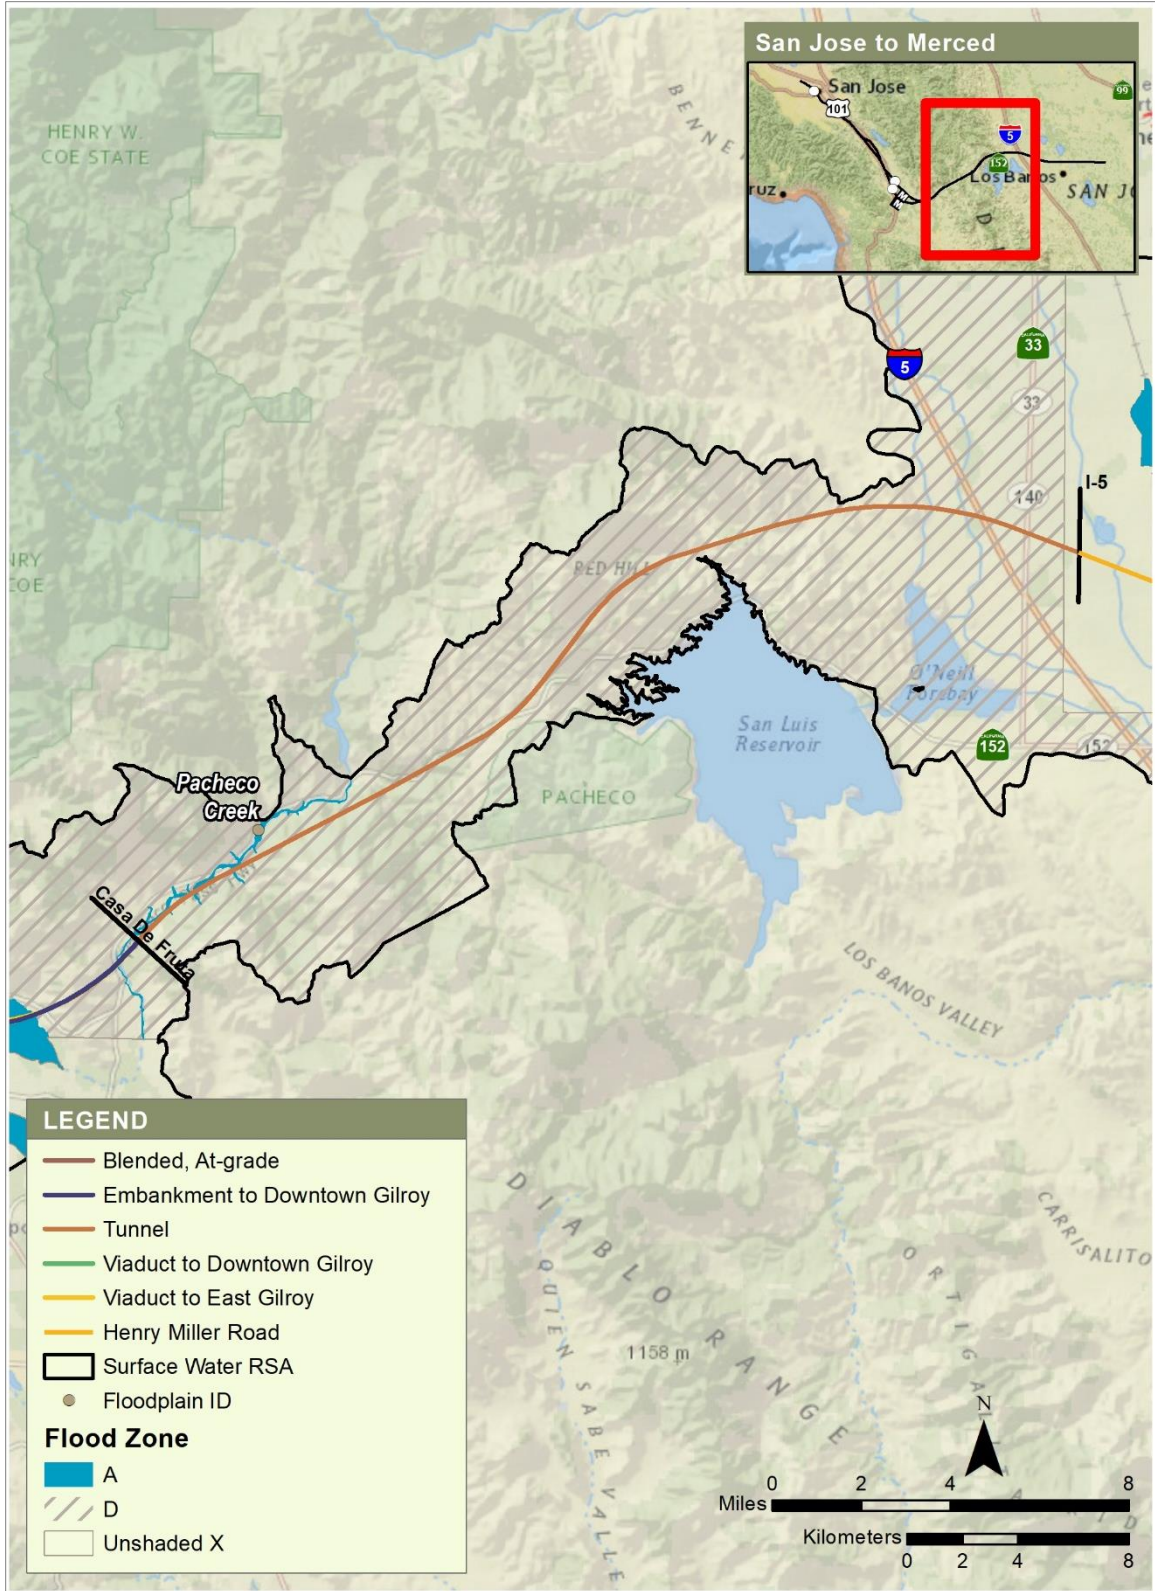 San Jose to Merced
San Jose
101
99
5
152
Los Banos
ruz
SAN JO
D
HENRY W.
COE STATE
BENNE
5
33
33
140
I-5
RED HILL
O'Neill
Forebay
San Luis
Reservoir
152
152
Pacheco
Creek
PACHECO
Casa De Fruta
LOS BANOS VALLEY
LEGEND
Blended, At-grade
Embankment to Downtown Gilroy
Tunnel
Viaduct to Downtown Gilroy
Viaduct to East Gilroy
Henry Miller Road
Surface Water RSA
Floodplain ID
Flood Zone
A
D
Unshaded X
DIABLO RANGE
QUIEN SABE VALLE
CARRISALITO
1158 m
N
0 2 4 8
Miles
Kilometers
0 2 4 8